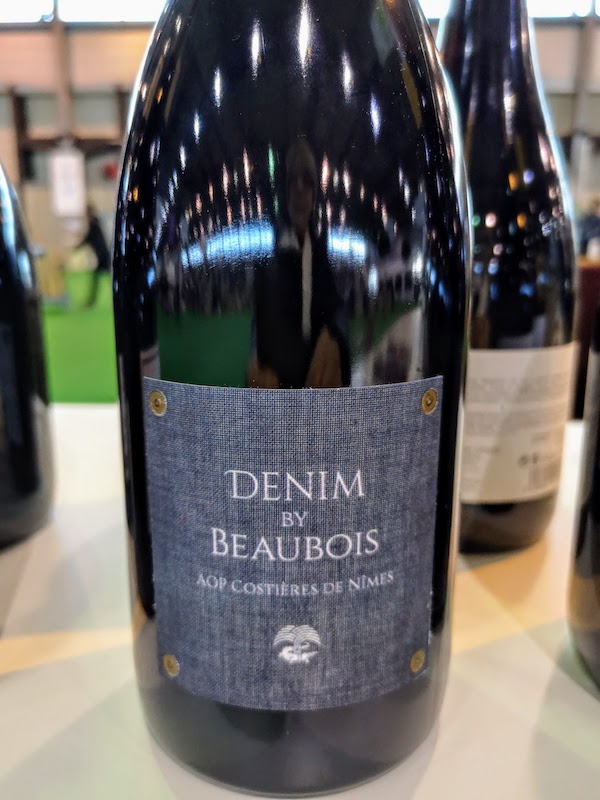 DENIM
BY
BEAUBOIS
AOP COSTIÈRES DE NÎMES